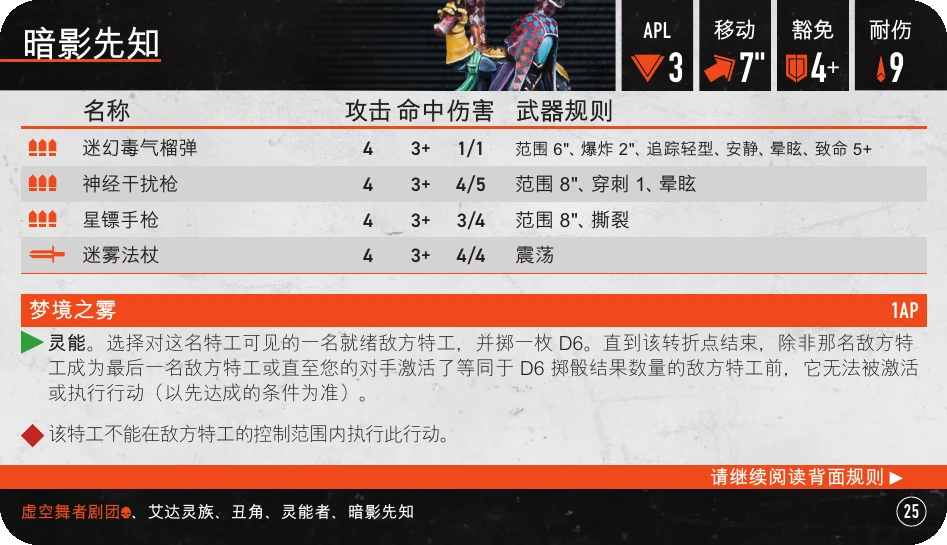 暗影先知
APL 移动 豁免 耐伤
3 7" 4+ 9
名称 攻击 命中 伤害 武器规则
迷幻毒气榴弹 4 3+ 1/1 范围 6"、爆炸 2"、追踪轻型、安静、晕眩、致命 5+
神经干扰枪 4 3+ 4/5 范围 8"、穿刺 1、晕眩
星镖手枪 4 3+ 3/4 范围 8"、撕裂
迷雾法杖 4 3+ 4/4 震荡
梦境之雾 1AP
灵能。选择对这名特工可见的一名就绪敌方特工，并掷一枚 D6。直到该转折点结束，除非那名敌方特
工成为最后一名敌方特工或直至您的对手激活了等同于 D6 掷骰结果数量的敌方特工前，它无法被激活
或执行行动（以先达成的条件为准）。
该特工不能在敌方特工的控制范围内执行此行动。
请继续阅读背面规则 ▶
虚空舞者剧团、艾达灵族、丑角、灵能者、暗影先知
25